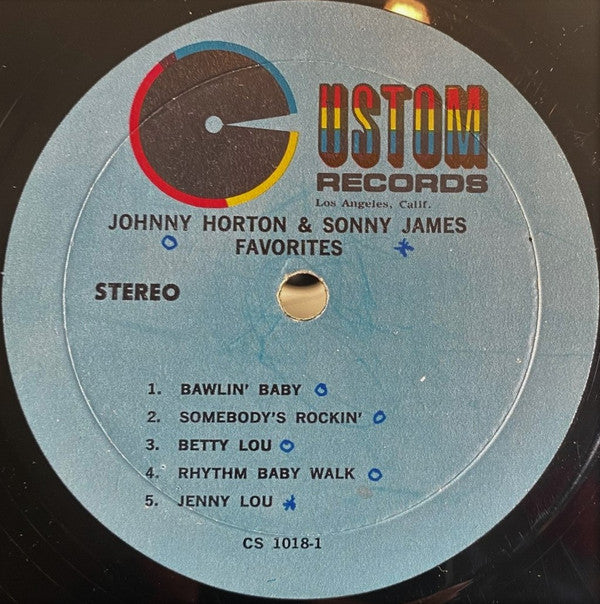 CUSTOM
RECORDS
Los Angeles, Calif.
JOHNNY HORTON & SONNY JAMES
FAVORITES
STEREO
1. BAWLIN' BABY
2. SOMEBODY'S ROCKIN'
3. BETTY LOU
4. RHYTHM BABY WALK
5. JENNY LOU *
CS 1018-1